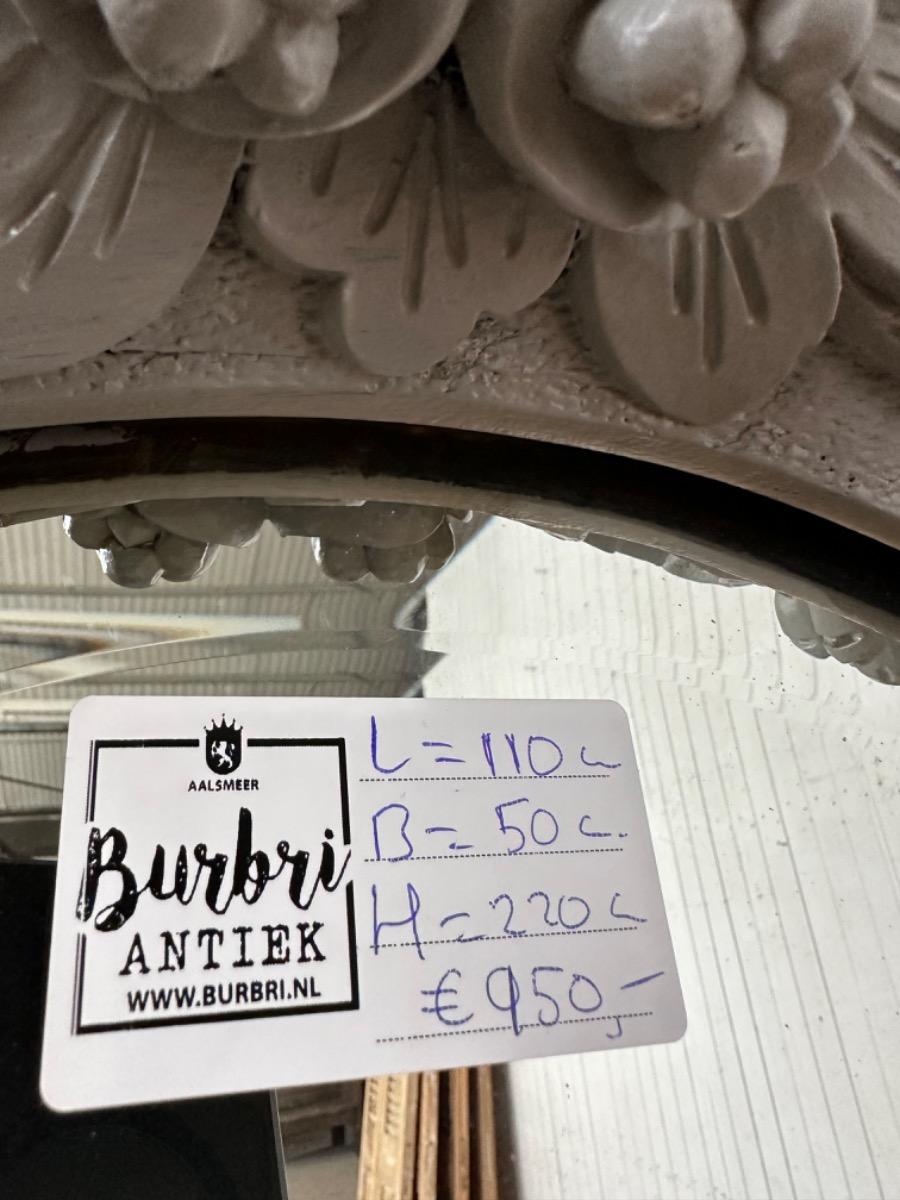 AALSMEER
Burbri
ANTIEK
WWW.BURBRI.NL
L = 110 c
B = 50 c.
H = 220 c
€ 950,-